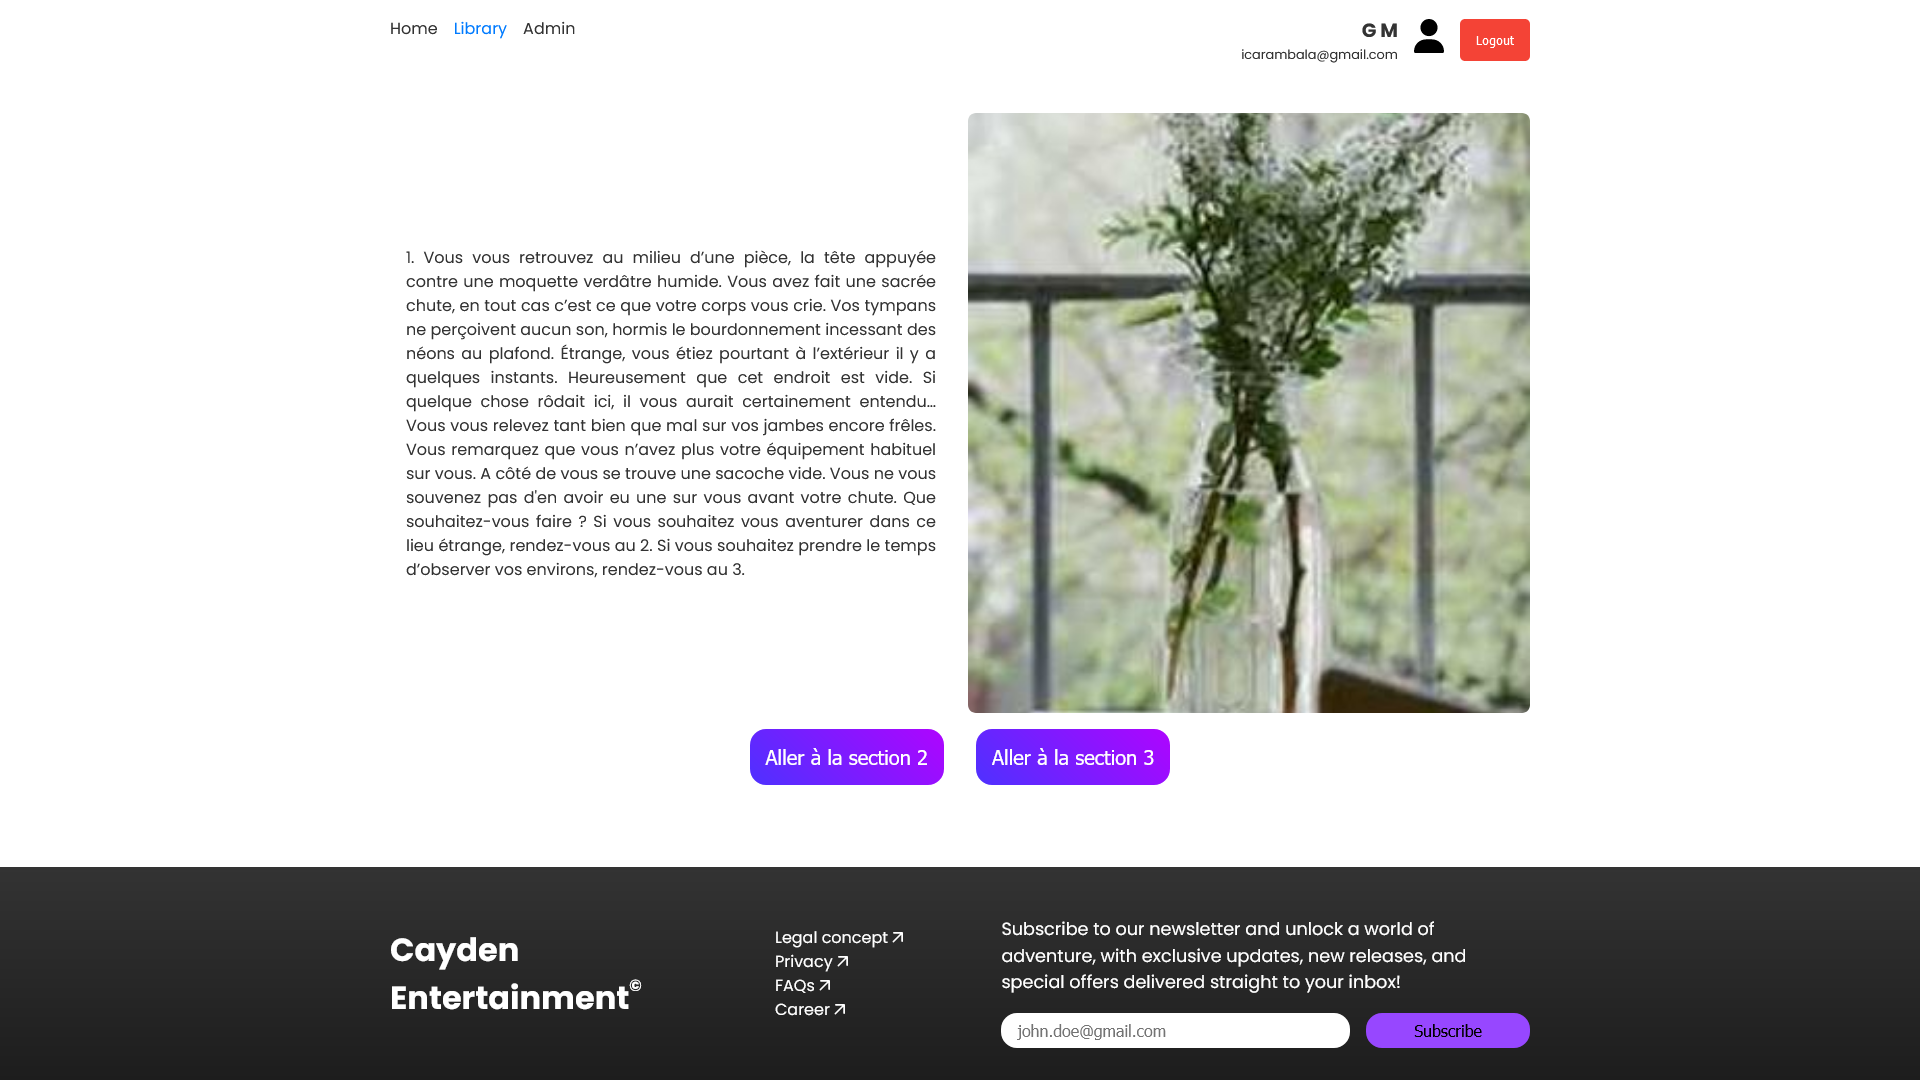 Home Library Admin
G M
icarambala@gmail.com
Logout
1. Vous vous retrouvez au milieu d’une pièce, la tête appuyée
contre une moquette verdâtre humide. Vous avez fait une sacrée
chute, en tout cas c’est ce que votre corps vous crie. Vos tympans
ne perçoivent aucun son, hormis le bourdonnement incessant des
néons au plafond. Étrange, vous étiez pourtant à l’extérieur il y a
quelques instants. Heureusement que cet endroit est vide. Si
quelque chose rôdait ici, il vous aurait certainement entendu…
Vous vous relevez tant bien que mal sur vos jambes encore frêles.
Vous remarquez que vous n’avez plus votre équipement habituel
sur vous. A côté de vous se trouve une sacoche vide. Vous ne vous
souvenez pas d'en avoir eu une sur vous avant votre chute. Que
souhaitez-vous faire ? Si vous souhaitez vous aventurer dans ce
lieu étrange, rendez-vous au 2. Si vous souhaitez prendre le temps
d’observer vos environs, rendez-vous au 3.
Aller à la section 2
Aller à la section 3
Cayden
Entertainment©
Legal concept
Privacy
FAQs
Career
Subscribe to our newsletter and unlock a world of
adventure, with exclusive updates, new releases, and
special offers delivered straight to your inbox!
john.doe@gmail.com
Subscribe